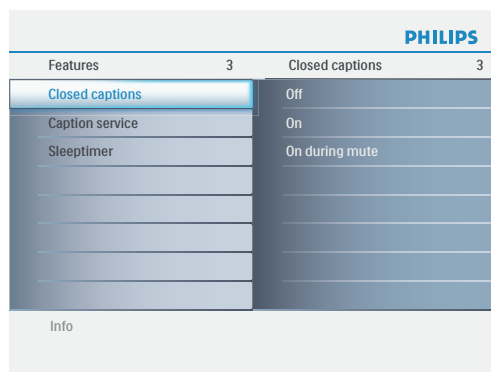 PHILIPS
Features 3 Closed captions 3
Closed captions Off
Caption service On
Sleeptimer On during mute
Info